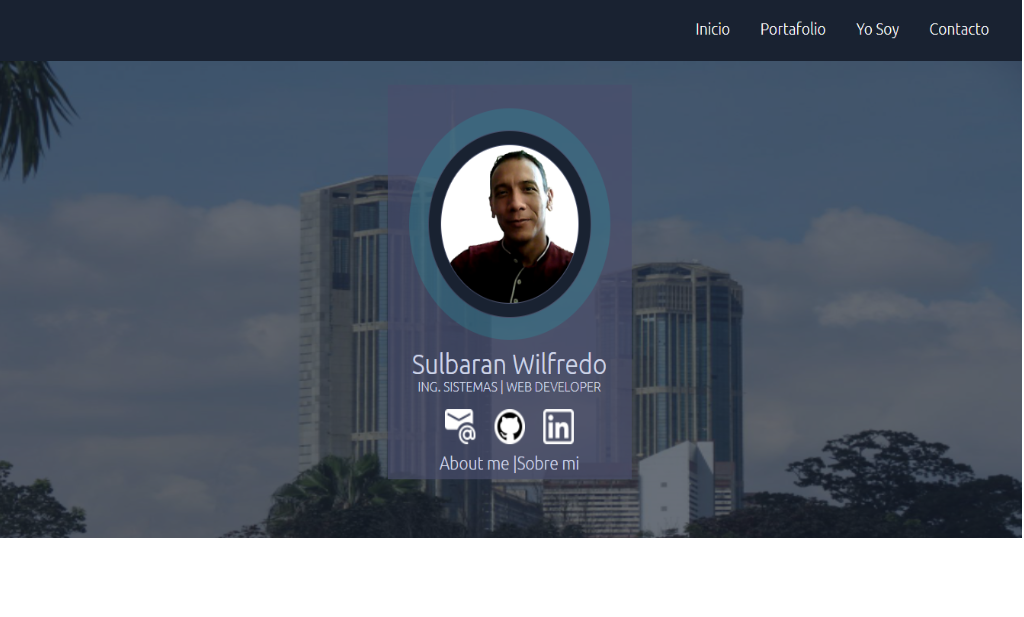 Inicio Portafolio Yo Soy Contacto
Sulbaran Wilfredo
ING. SISTEMAS | WEB DEVELOPER
About me |Sobre mi